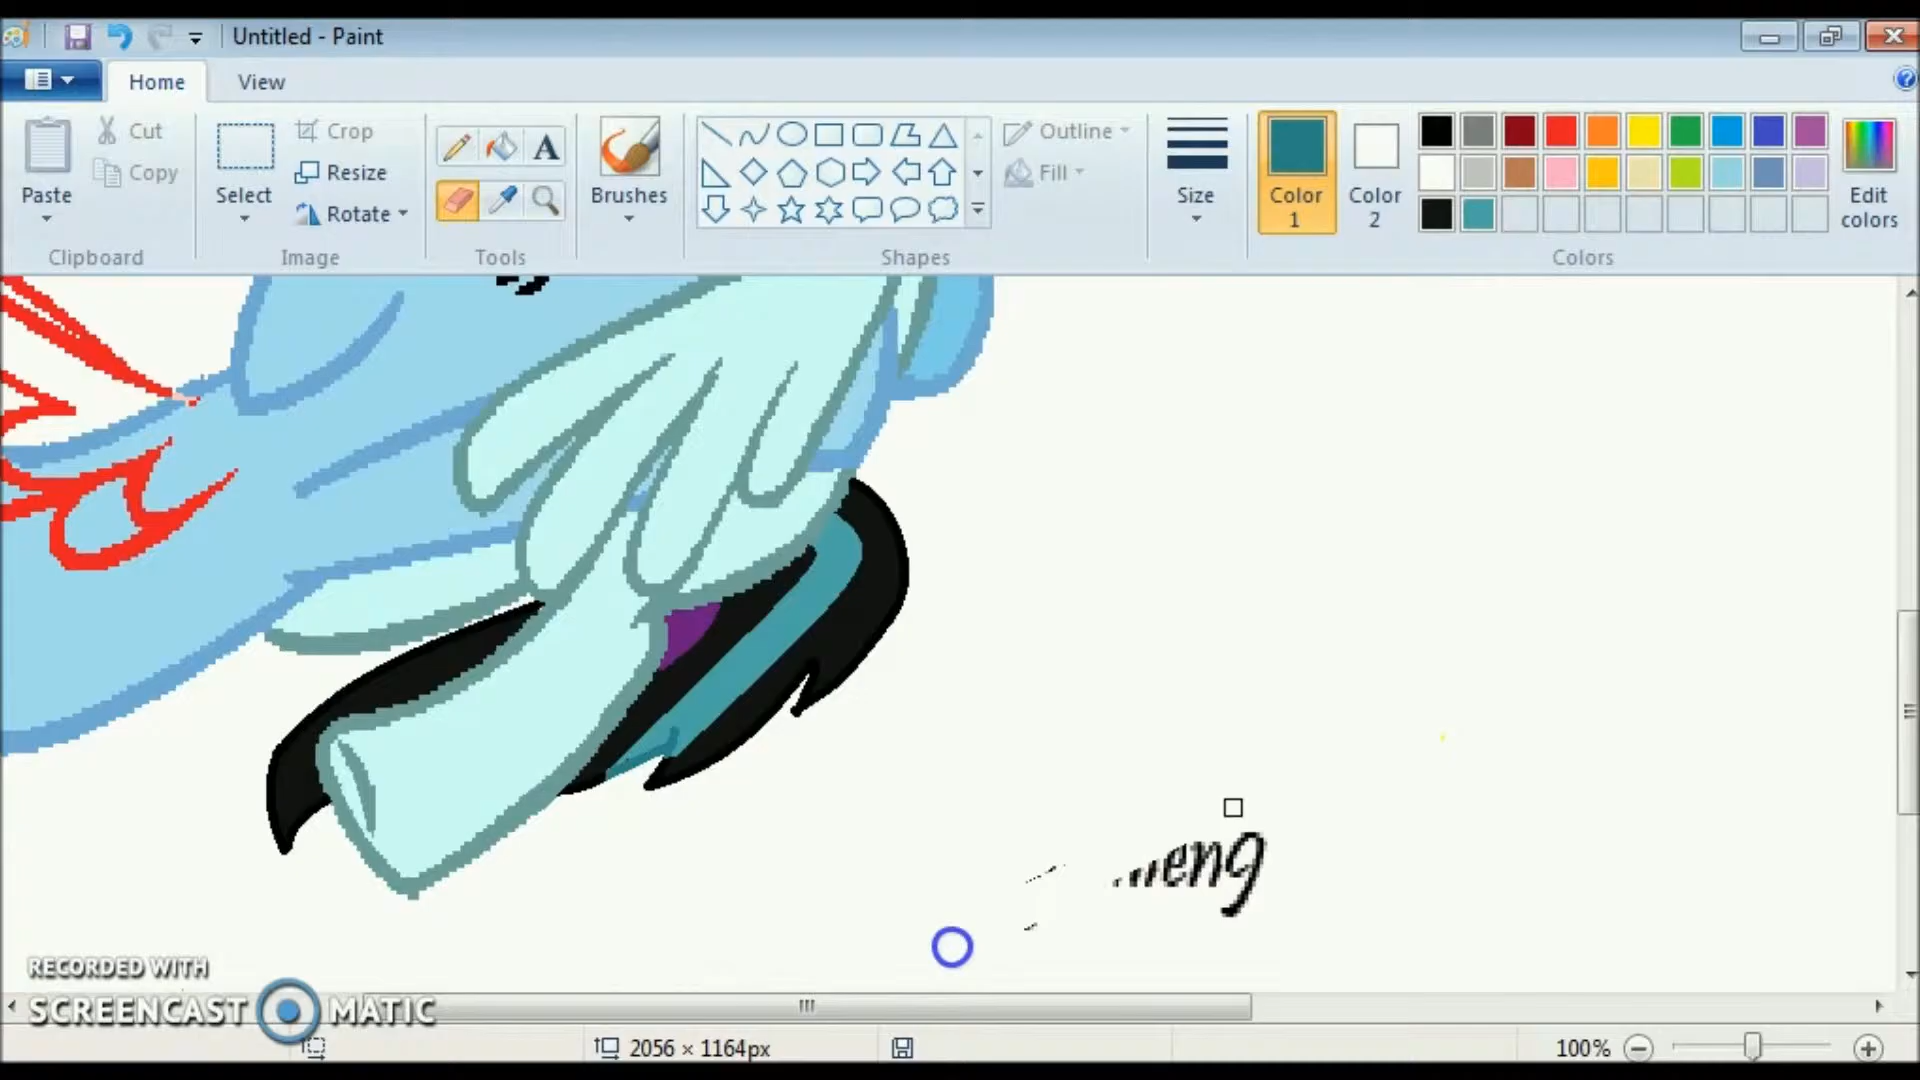 Untitled - Paint
Home View
Paste
Cut
Copy
Clipboard
Select
Crop
Resize
Rotate
Image
A
Tools
Brushes
Outline
Fill
Shapes
Size
Color 1
Color 2
Edit colors
Colors
eng
RECORDED WITH
SCREENCAST MATIC
2056 × 1164px
100%